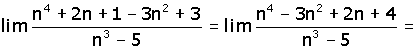 lim (n⁴ + 2n + 1 − 3n² + 3)/(n³ − 5) = lim (n⁴ − 3n² + 2n + 4)/(n³ − 5) =